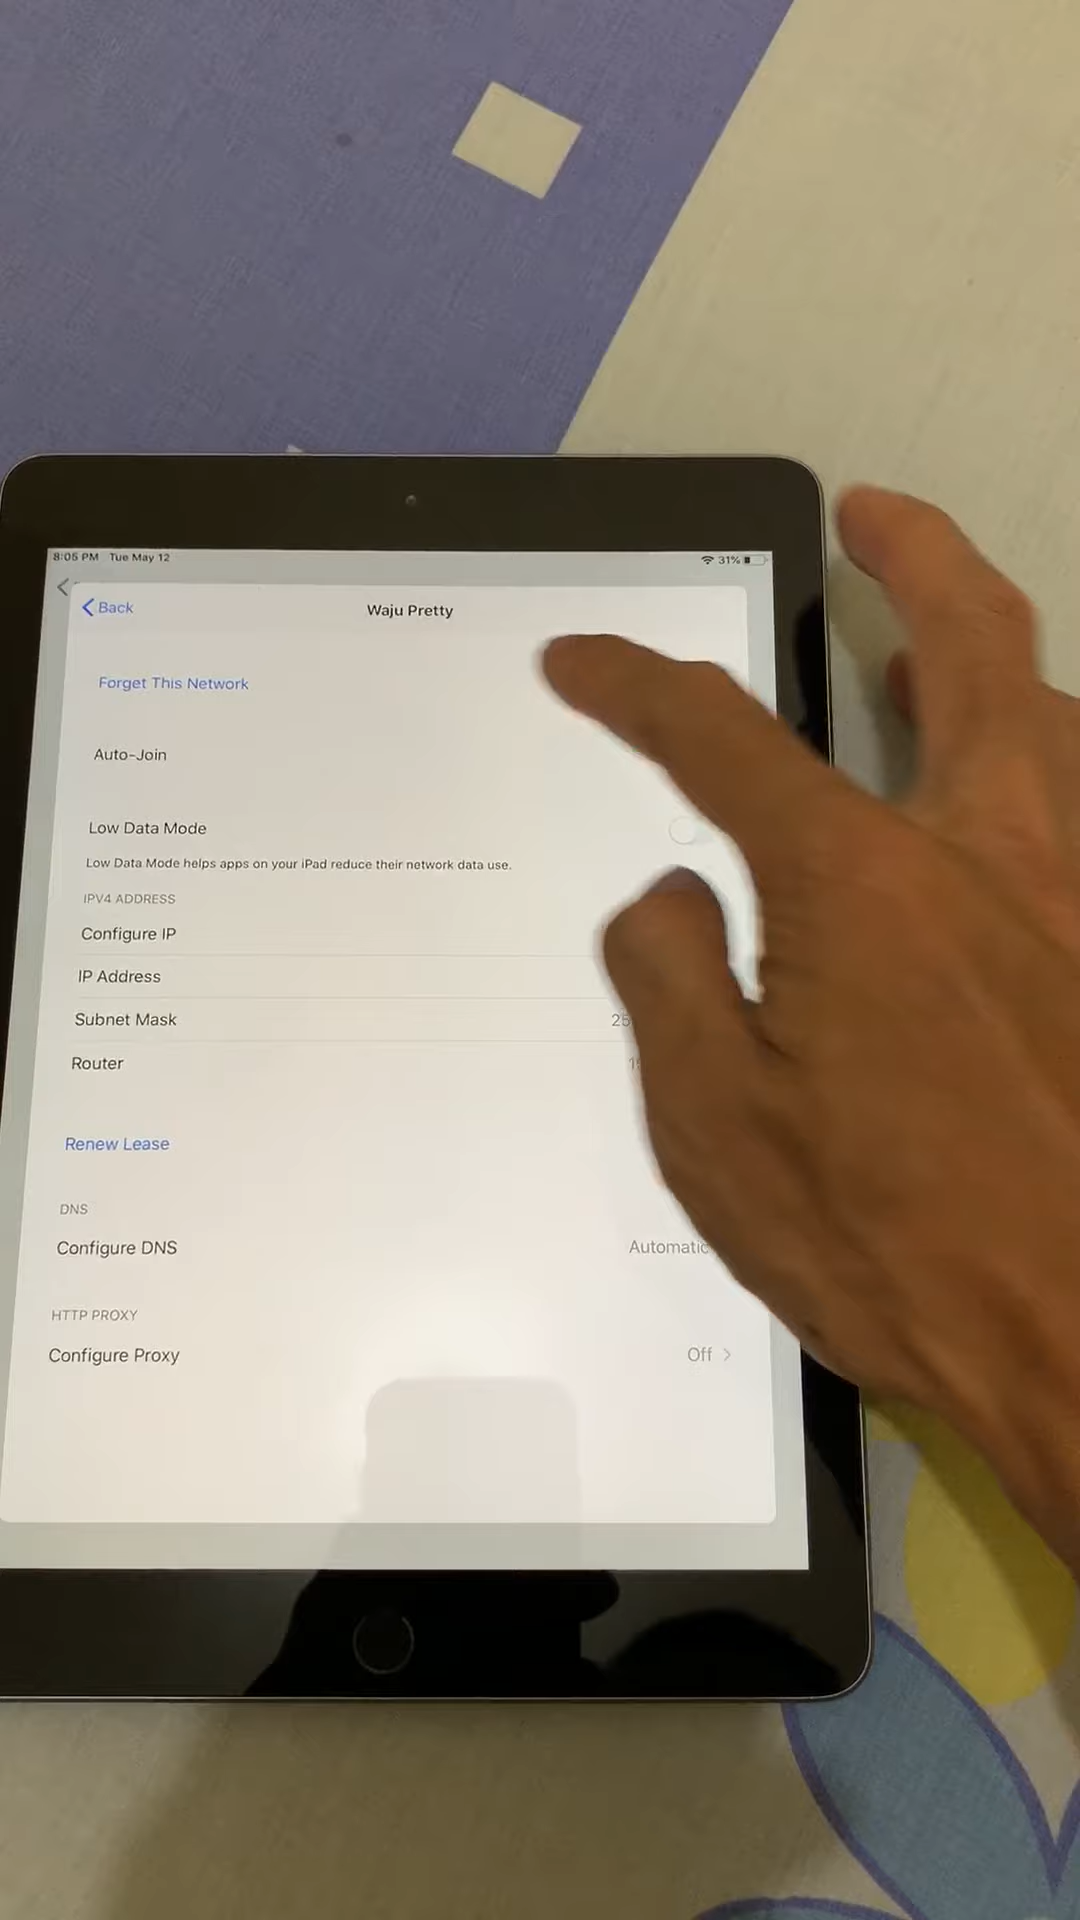 8:05 PM Tue May 12
31%
Back
Waju Pretty
Forget This Network
Auto-Join
Low Data Mode
Low Data Mode helps apps on your iPad reduce their network data use.
IPV4 ADDRESS
Configure IP
IP Address
Subnet Mask
Router
Renew Lease
DNS
Configure DNS Automatic
HTTP PROXY
Configure Proxy Off